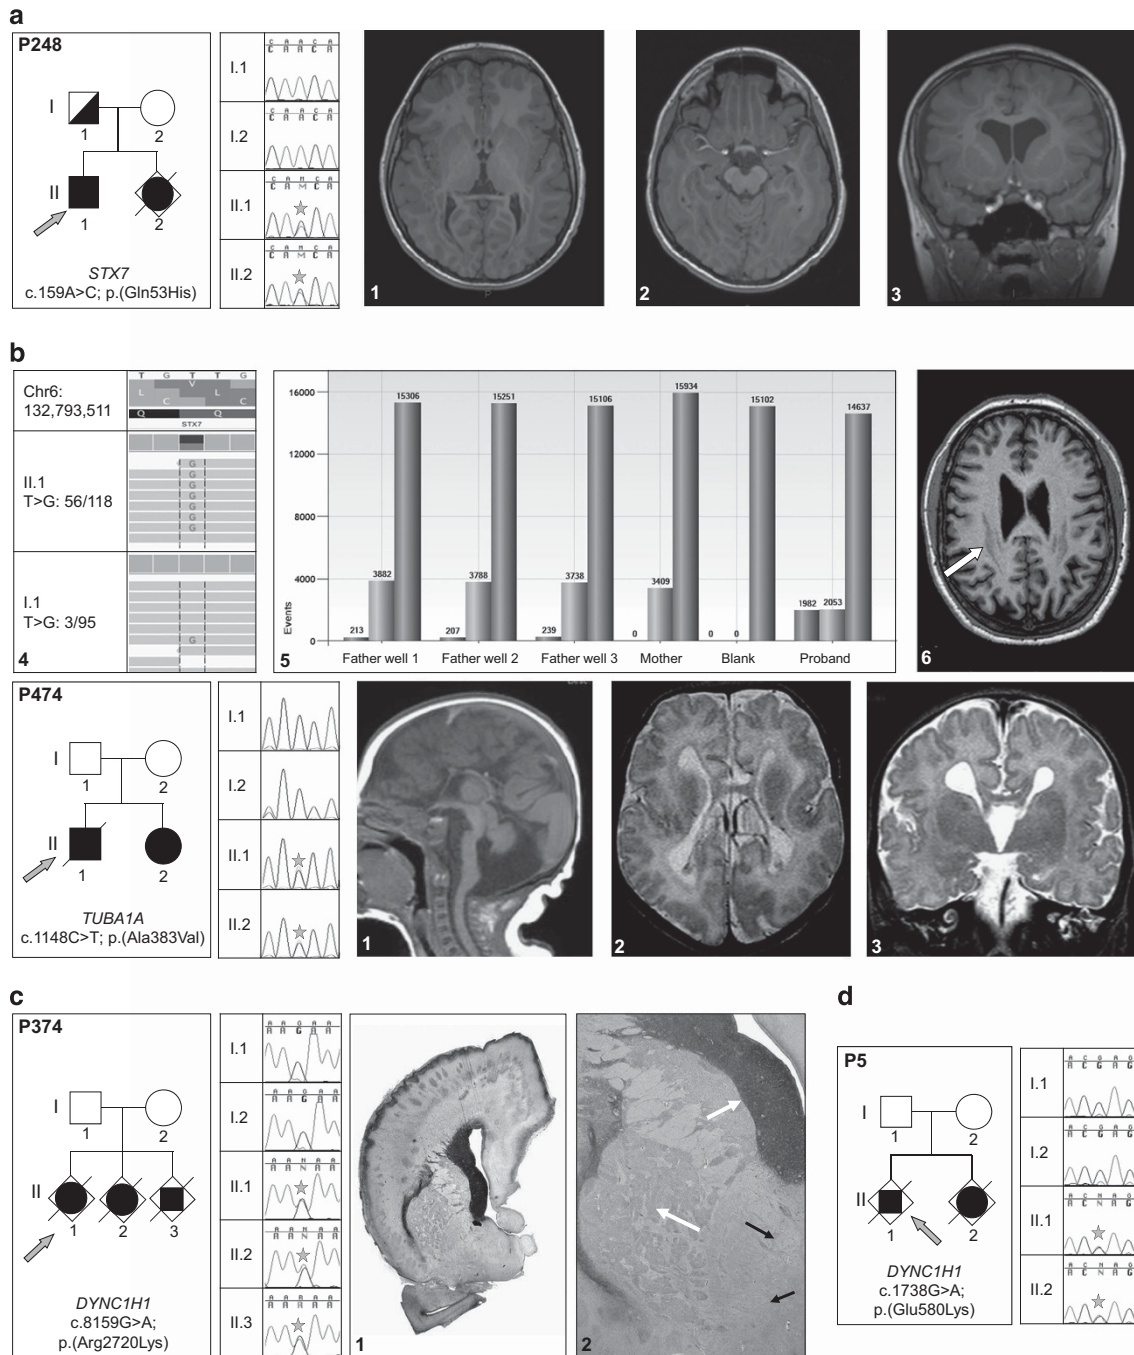 a
P248
I
1
2
II
1
2
STX7
c.159A>C; p.(Gln53His)
I.1
C A A C A
C A A C A
I.2
C A A C A
C A A C A
II.1
C A M C A
C A M C A
II.2
C A M C A
C A M C A
1
2
3
b
Chr6:
132,793,511
T G T T G
V
L L
C C
Q Q
STX7
II.1
T>G: 56/118
G
G
G
G
G
G
G
I.1
T>G: 3/95
G
4
16000
12000
8000
4000
0
Events
213 3882 15306
207 3788 15251
239 3738 15106
0 3409 15934
0 0 15102
1982 2053 14637
Father well 1 Father well 2 Father well 3 Mother Blank Proband
5
6
P474
I
1
2
II
1
2
TUBA1A
c.1148C>T; p.(Ala383Val)
I.1
I.2
II.1
II.2
1
2
3
c
P374
I
1
2
II
1
2
3
DYNC1H1
c.8159G>A;
p.(Arg2720Lys)
I.1
A A G A A
A A G A A
I.2
A A G A A
A A G A A
II.1
A A N A A
A A N A A
II.2
A A N A A
A A N A A
II.3
1
2
d
P5
I
1
2
II
1
2
DYNC1H1
c.1738G>A;
p.(Glu580Lys)
I.1
A C G A G
A C G A G
I.2
A C G A G
A C G A G
II.1
A C N A G
A C N A G
II.2
A C N A G
A C N A G